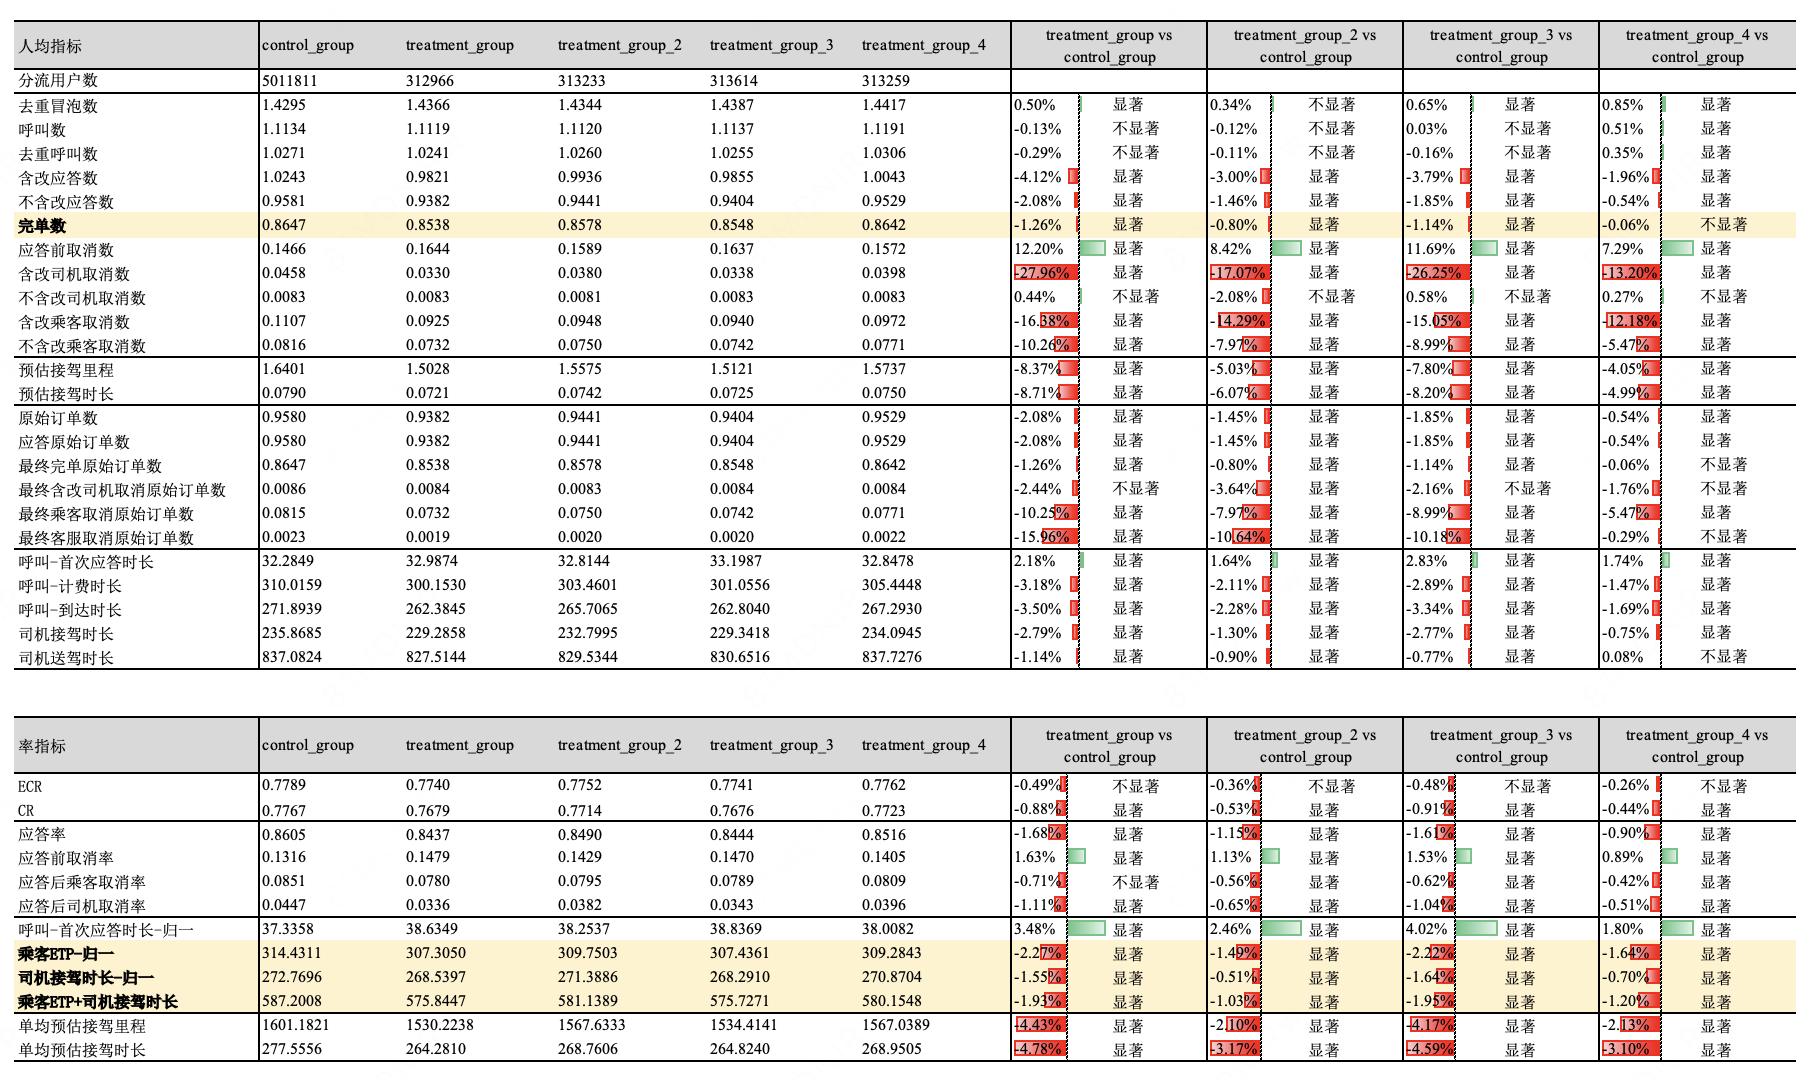 人均指标 control_group treatment_group treatment_group_2 treatment_group_3 treatment_group_4 treatment_group vs control_group treatment_group_2 vs control_group treatment_group_3 vs control_group treatment_group_4 vs control_group
分流用户数 5011811 312966 313233 313614 313259
去重冒泡数 1.4295 1.4366 1.4344 1.4387 1.4417 0.50% 显著 0.34% 不显著 0.65% 显著 0.85% 显著
呼叫数 1.1134 1.1119 1.1120 1.1137 1.1191 -0.13% 不显著 -0.12% 不显著 0.03% 不显著 0.51% 显著
去重呼叫数 1.0271 1.0241 1.0260 1.0255 1.0306 -0.29% 不显著 -0.11% 不显著 -0.16% 不显著 0.35% 显著
含改应答数 1.0243 0.9821 0.9936 0.9855 1.0043 -4.12% 显著 -3.00% 显著 -3.79% 显著 -1.96% 显著
不含改应答数 0.9581 0.9382 0.9441 0.9404 0.9529 -2.08% 显著 -1.46% 显著 -1.85% 显著 -0.54% 显著
完单数 0.8647 0.8538 0.8578 0.8548 0.8642 -1.26% 显著 -0.80% 显著 -1.14% 显著 -0.06% 不显著
应答前取消数 0.1466 0.1644 0.1589 0.1637 0.1572 12.20% 显著 8.42% 显著 11.69% 显著 7.29% 显著
含改司机取消数 0.0458 0.0330 0.0380 0.0338 0.0398 -27.96% 显著 -17.07% 显著 -26.25% 显著 -13.20% 显著
不含改司机取消数 0.0083 0.0083 0.0081 0.0083 0.0083 0.44% 不显著 -2.08% 不显著 0.58% 不显著 0.27% 不显著
含改乘客取消数 0.1107 0.0925 0.0948 0.0940 0.0972 -16.38% 显著 -14.29% 显著 -15.05% 显著 -12.18% 显著
不含改乘客取消数 0.0816 0.0732 0.0750 0.0742 0.0771 -10.26% 显著 -7.97% 显著 -8.99% 显著 -5.47% 显著
预估接驾里程 1.6401 1.5028 1.5575 1.5121 1.5737 -8.37% 显著 -5.03% 显著 -7.80% 显著 -4.05% 显著
预估接驾时长 0.0790 0.0721 0.0742 0.0725 0.0750 -8.71% 显著 -6.07% 显著 -8.20% 显著 -4.99% 显著
原始订单数 0.9580 0.9382 0.9441 0.9404 0.9529 -2.08% 显著 -1.45% 显著 -1.85% 显著 -0.54% 显著
应答原始订单数 0.9580 0.9382 0.9441 0.9404 0.9529 -2.08% 显著 -1.45% 显著 -1.85% 显著 -0.54% 显著
最终完单原始订单数 0.8647 0.8538 0.8578 0.8548 0.8642 -1.26% 显著 -0.80% 显著 -1.14% 显著 -0.06% 不显著
最终含改司机取消原始订单数 0.0086 0.0084 0.0083 0.0084 0.0084 -2.44% 不显著 -3.64% 显著 -2.16% 不显著 -1.76% 不显著
最终乘客取消原始订单数 0.0815 0.0732 0.0750 0.0742 0.0771 -10.25% 显著 -7.97% 显著 -8.99% 显著 -5.47% 显著
最终客服取消原始订单数 0.0023 0.0019 0.0020 0.0020 0.0022 -15.96% 显著 -10.64% 显著 -10.18% 显著 -0.29% 不显著
呼叫-首次应答时长 32.2849 32.9874 32.8144 33.1987 32.8478 2.18% 显著 1.64% 显著 2.83% 显著 1.74% 显著
呼叫-计费时长 310.0159 300.1530 303.4601 301.0556 305.4448 -3.18% 显著 -2.11% 显著 -2.89% 显著 -1.47% 显著
呼叫-到达时长 271.8939 262.3845 265.7065 262.8040 267.2930 -3.50% 显著 -2.28% 显著 -3.34% 显著 -1.69% 显著
司机接驾时长 235.8685 229.2858 232.7995 229.3418 234.0945 -2.79% 显著 -1.30% 显著 -2.77% 显著 -0.75% 显著
司机送驾时长 837.0824 827.5144 829.5344 830.6516 837.7276 -1.14% 显著 -0.90% 显著 -0.77% 显著 0.08% 不显著
率指标 control_group treatment_group treatment_group_2 treatment_group_3 treatment_group_4 treatment_group vs control_group treatment_group_2 vs control_group treatment_group_3 vs control_group treatment_group_4 vs control_group
ECR 0.7789 0.7740 0.7752 0.7741 0.7762 -0.49% 不显著 -0.36% 不显著 -0.48% 不显著 -0.26% 不显著
CR 0.7767 0.7679 0.7714 0.7676 0.7723 -0.88% 显著 -0.53% 显著 -0.91% 显著 -0.44% 显著
应答率 0.8605 0.8437 0.8490 0.8444 0.8516 -1.68% 显著 -1.15% 显著 -1.61% 显著 -0.90% 显著
应答前取消率 0.1316 0.1479 0.1429 0.1470 0.1405 1.63% 显著 1.13% 显著 1.53% 显著 0.89% 显著
应答后乘客取消率 0.0851 0.0780 0.0795 0.0789 0.0809 -0.71% 不显著 -0.56% 显著 -0.62% 显著 -0.42% 显著
应答后司机取消率 0.0447 0.0336 0.0382 0.0343 0.0396 -1.11% 显著 -0.65% 显著 -1.04% 显著 -0.51% 显著
呼叫-首次应答时长-归一 37.3358 38.6349 38.2537 38.8369 38.0082 3.48% 显著 2.46% 显著 4.02% 显著 1.80% 显著
乘客ETP-归一 314.4311 307.3050 309.7503 307.4361 309.2843 -2.27% 显著 -1.49% 显著 -2.22% 显著 -1.64% 显著
司机接驾时长-归一 272.7696 268.5397 271.3886 268.2910 270.8704 -1.55% 显著 -0.51% 显著 -1.64% 显著 -0.70% 显著
乘客ETP+司机接驾时长 587.2008 575.8447 581.1389 575.7271 580.1548 -1.93% 显著 -1.03% 显著 -1.95% 显著 -1.20% 显著
单均预估接驾里程 1601.1821 1530.2238 1567.6333 1534.4141 1567.0389 -4.43% 显著 -2.10% 显著 -4.17% 显著 -2.13% 显著
单均预估接驾时长 277.5556 264.2810 268.7606 264.8240 268.9505 -4.78% 显著 -3.17% 显著 -4.59% 显著 -3.10% 显著